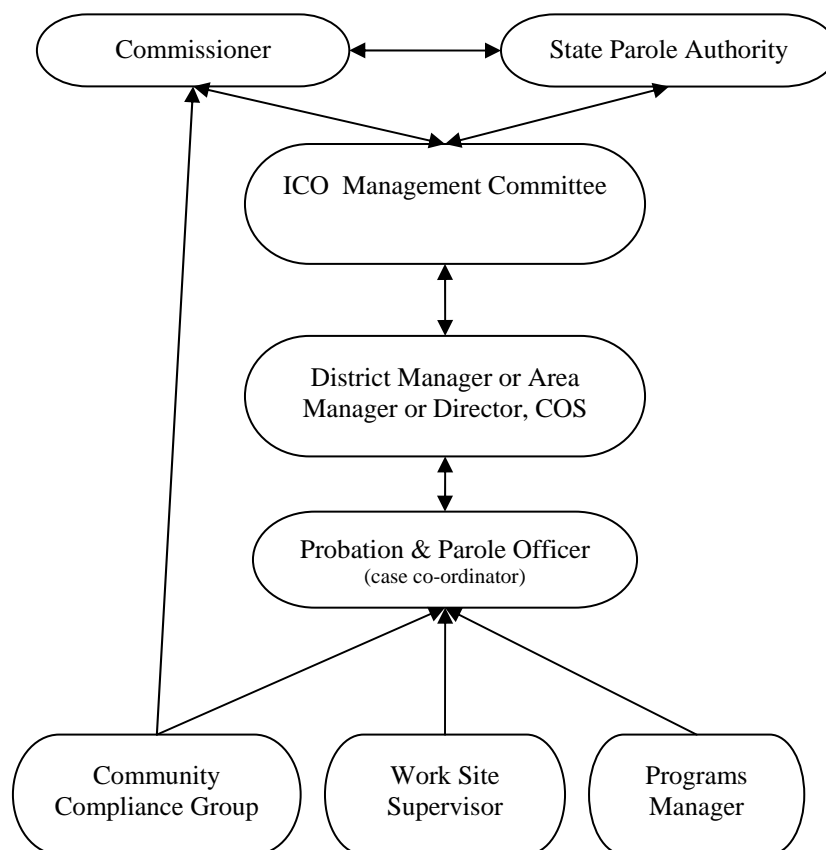 Commissioner
State Parole Authority
ICO  Management Committee
District Manager or Area
Manager or Director, COS
Probation & Parole Officer
(case co-ordinator)
Community
Compliance Group
Work Site
Supervisor
Programs
Manager